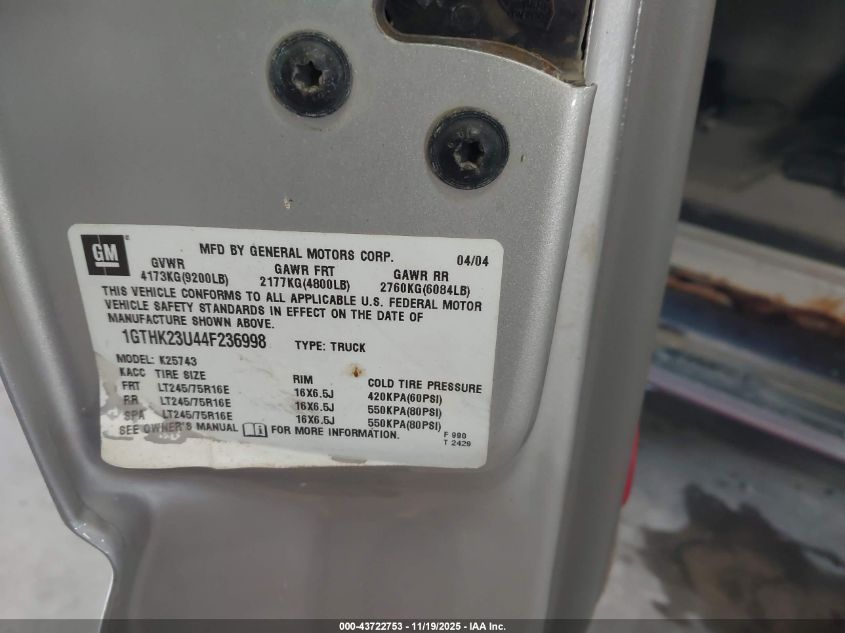 GM
MFD BY GENERAL MOTORS CORP. 04/04
GVWR GAWR FRT GAWR RR
4173KG(9200LB) 2177KG(4800LB) 2760KG(6084LB)
THIS VEHICLE CONFORMS TO ALL APPLICABLE U.S. FEDERAL MOTOR
VEHICLE SAFETY STANDARDS IN EFFECT ON THE DATE OF
MANUFACTURE SHOWN ABOVE.
1GTHK23U44F236998 TYPE: TRUCK
MODEL: K25743
KACC TIRE SIZE RIM COLD TIRE PRESSURE
FRT LT245/75R16E 16X6.5J 420KPA(60PSI)
RR LT245/75R16E 16X6.5J 550KPA(80PSI)
SPA LT245/75R16E 16X6.5J 550KPA(80PSI)
SEE OWNER'S MANUAL FOR MORE INFORMATION.
F 990
T 2429
000-43722753 - 11/19/2025 - IAA Inc.